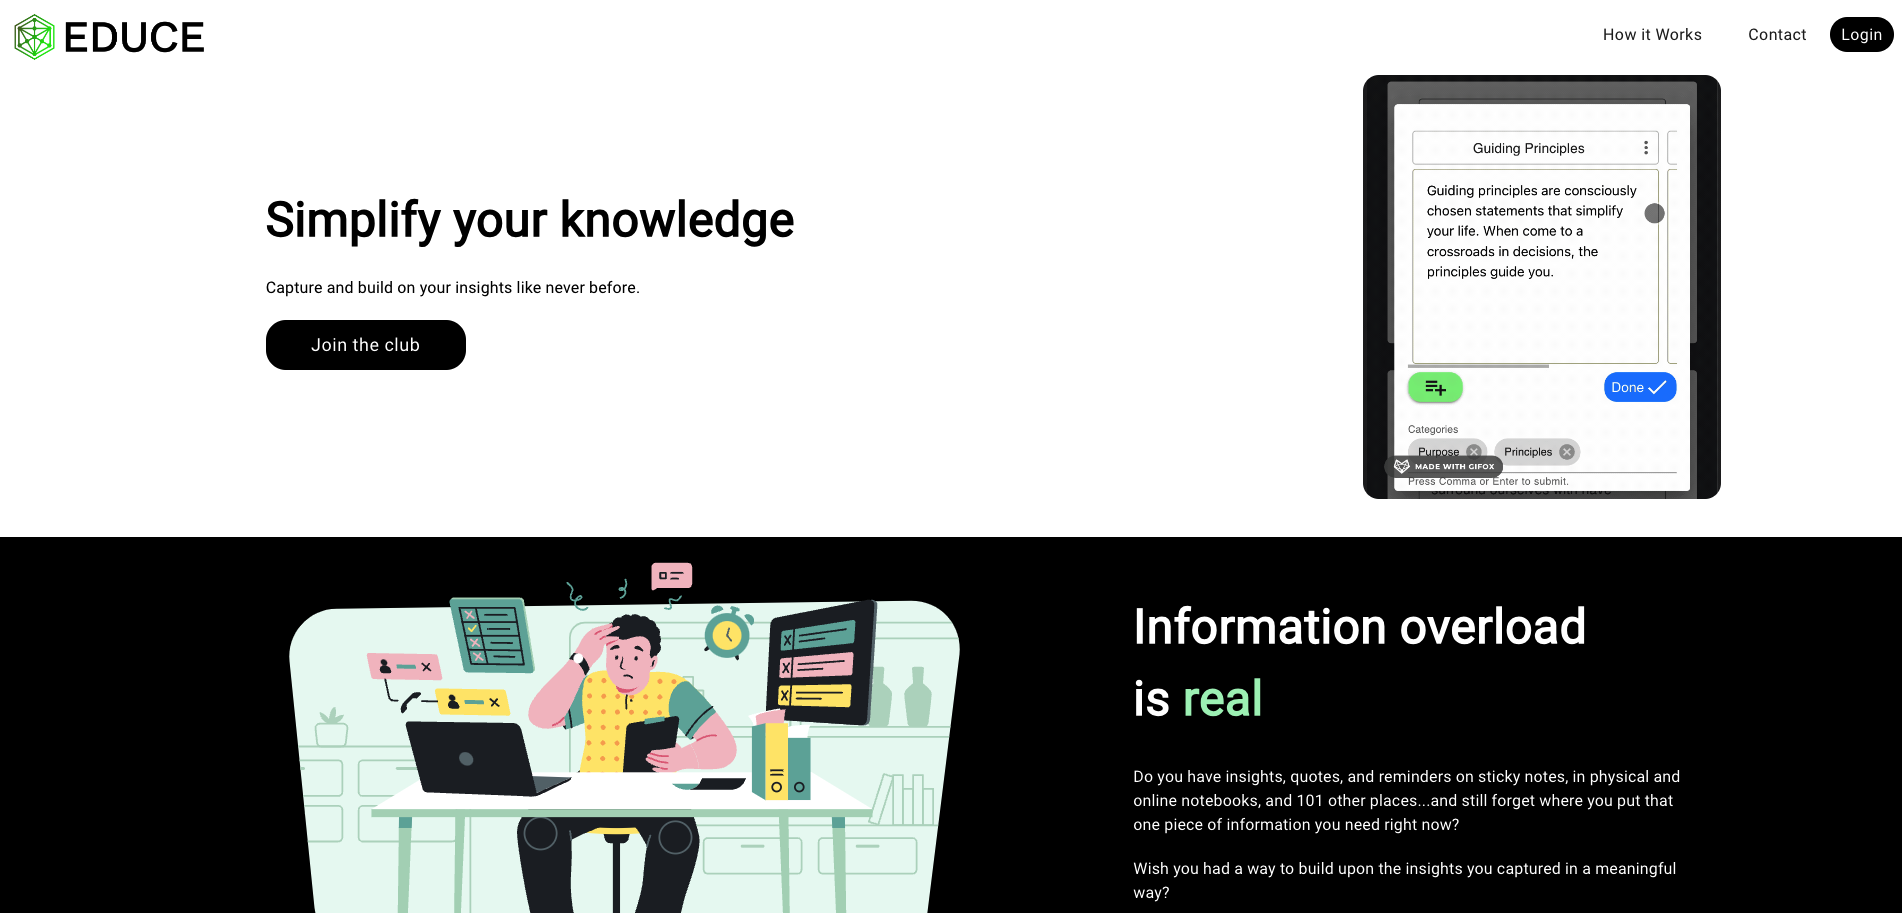 EDUCE
How it Works
Contact
Login
Simplify your knowledge
Capture and build on your insights like never before.
Join the club
Guiding Principles
Guiding principles are consciously
chosen statements that simplify
your life. When come to a
crossroads in decisions, the
principles guide you.
Done
Categories
Purpose
Principles
MADE WITH GIFOX
Press Comma or Enter to submit.
surround ourselves with have
Information overload
is real
Do you have insights, quotes, and reminders on sticky notes, in physical and
online notebooks, and 101 other places...and still forget where you put that
one piece of information you need right now?
Wish you had a way to build upon the insights you captured in a meaningful
way?